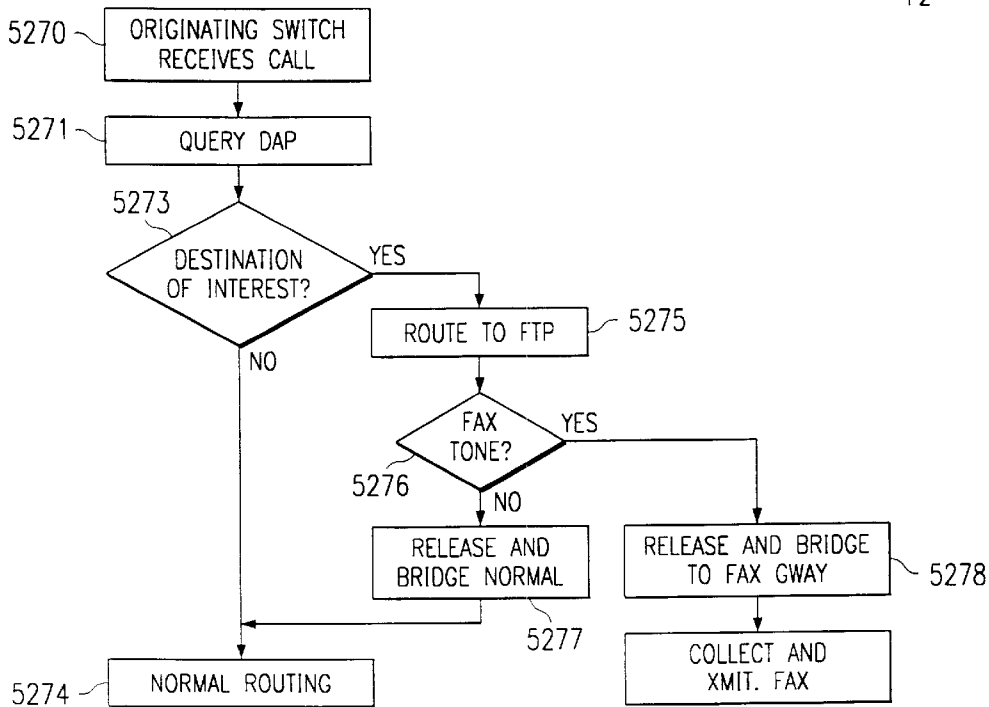 5270
ORIGINATING SWITCH
RECEIVES CALL
5271
QUERY DAP
5273
DESTINATION
OF INTEREST?
YES
NO
ROUTE TO FTP
5275
FAX
TONE?
YES
5276
NO
RELEASE AND
BRIDGE NORMAL
5277
RELEASE AND BRIDGE
TO FAX GWAY
5278
5274
NORMAL ROUTING
COLLECT AND
XMIT. FAX